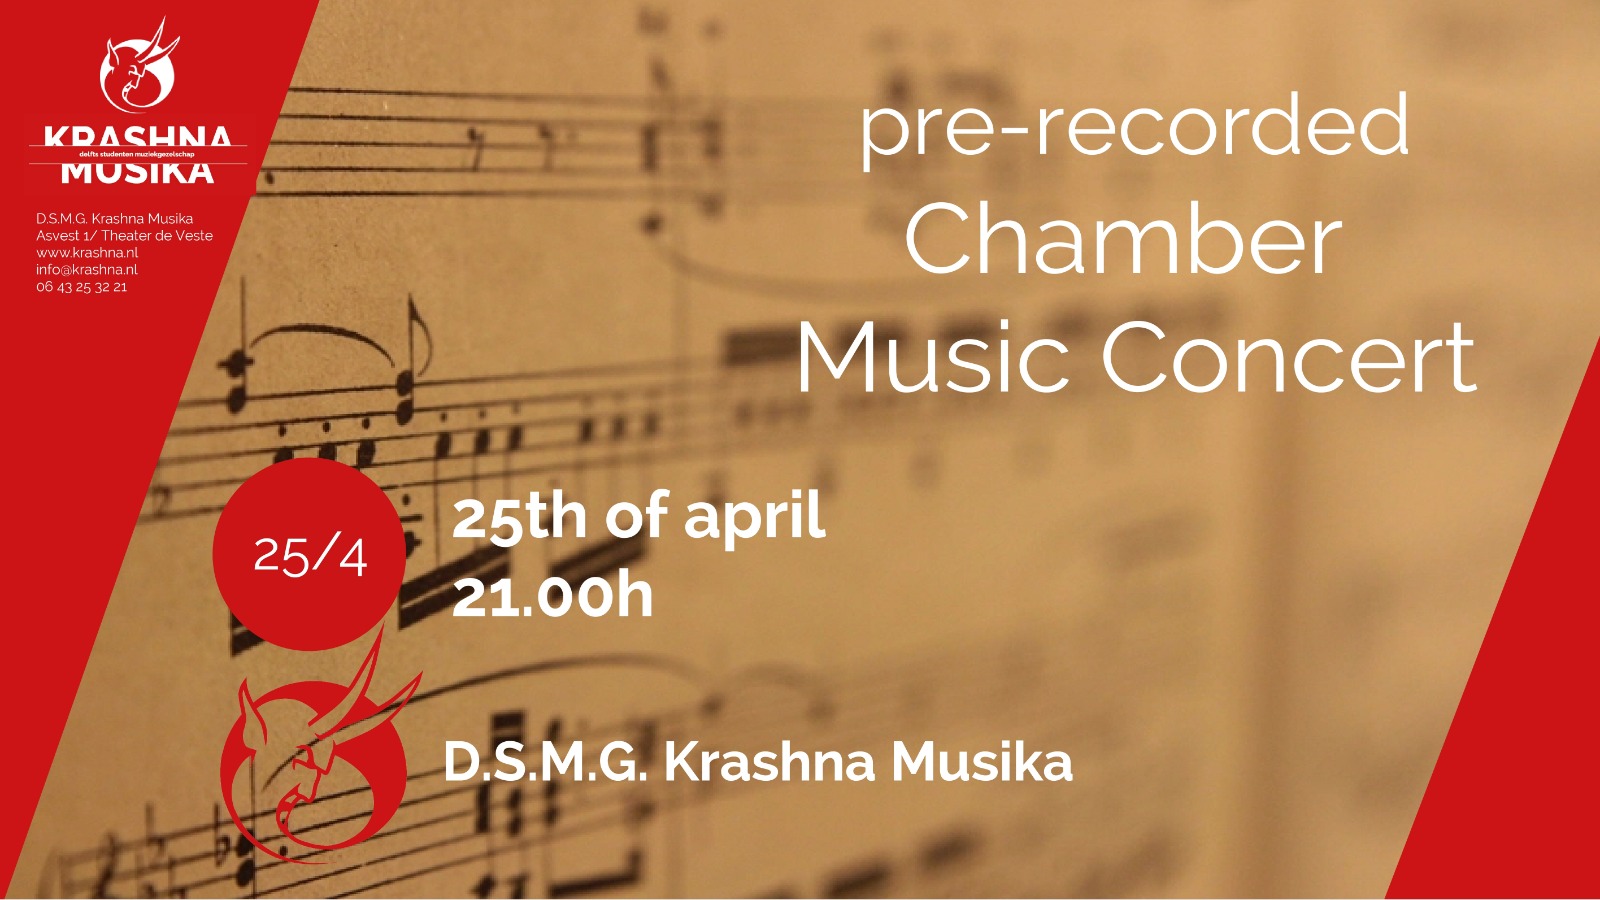 KRASHNA
delfts studenten muziekgezelschap
MUSIKA
D.S.M.G. Krashna Musika
Asvest 1/ Theater de Veste
www.krashna.nl
info@krashna.nl
06 43 25 32 21
pre-recorded
Chamber
Music Concert
25/4
25th of april
21.00h
D.S.M.G. Krashna Musika